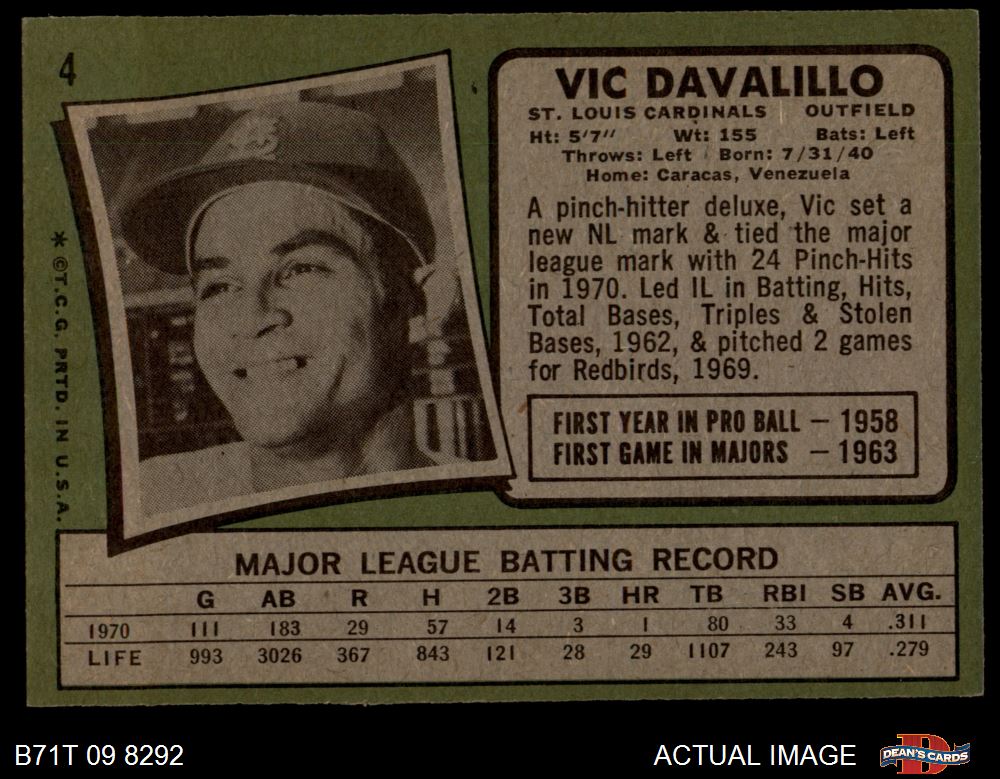 4
* ©T.C.G. PRTD. IN U.S.A.
VIC DAVALILLO
ST. LOUIS CARDINALS OUTFIELD
Ht: 5'7" Wt: 155 Bats: Left
Throws: Left Born: 7/31/40
Home: Caracas, Venezuela
A pinch-hitter deluxe, Vic set a
new NL mark & tied the major
league mark with 24 Pinch-Hits
in 1970. Led IL in Batting, Hits,
Total Bases, Triples & Stolen
Bases, 1962, & pitched 2 games
for Redbirds, 1969.
FIRST YEAR IN PRO BALL — 1958
FIRST GAME IN MAJORS — 1963
MAJOR LEAGUE BATTING RECORD
G AB R H 2B 3B HR TB RBI SB AVG.
1970 111 183 29 57 14 3 1 80 33 4 .311
LIFE 993 3026 367 843 121 28 29 1107 243 97 .279
B71T 09 8292
ACTUAL IMAGE
DEAN'S CARDS